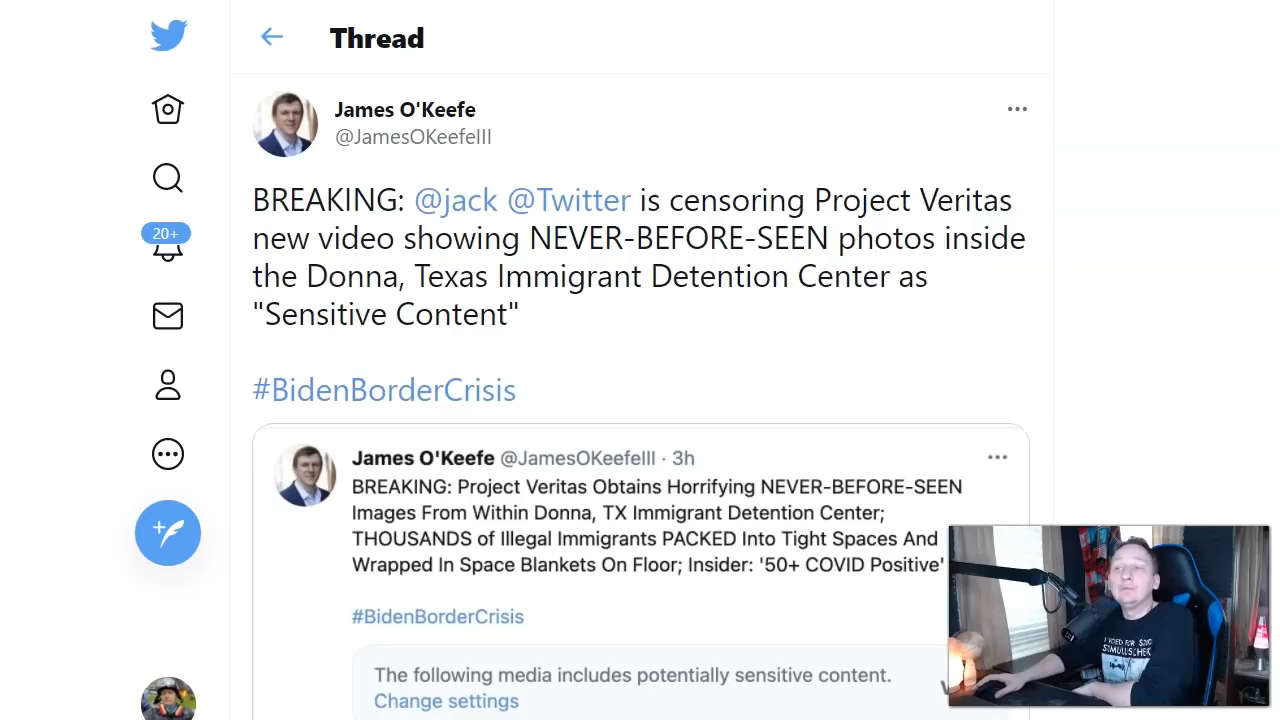 Thread
James O'Keefe
@JamesOKeefeIII
BREAKING: @jack @Twitter is censoring Project Veritas
new video showing NEVER-BEFORE-SEEN photos inside
the Donna, Texas Immigrant Detention Center as
"Sensitive Content"
20+
#BidenBorderCrisis
James O'Keefe @JamesOKeefeIII · 3h
BREAKING: Project Veritas Obtains Horrifying NEVER-BEFORE-SEEN
Images From Within Donna, TX Immigrant Detention Center;
THOUSANDS of Illegal Immigrants PACKED Into Tight Spaces And
Wrapped In Space Blankets On Floor; Insider: '50+ COVID Positive'
#BidenBorderCrisis
The following media includes potentially sensitive content.
Change settings
I VOTED FOR